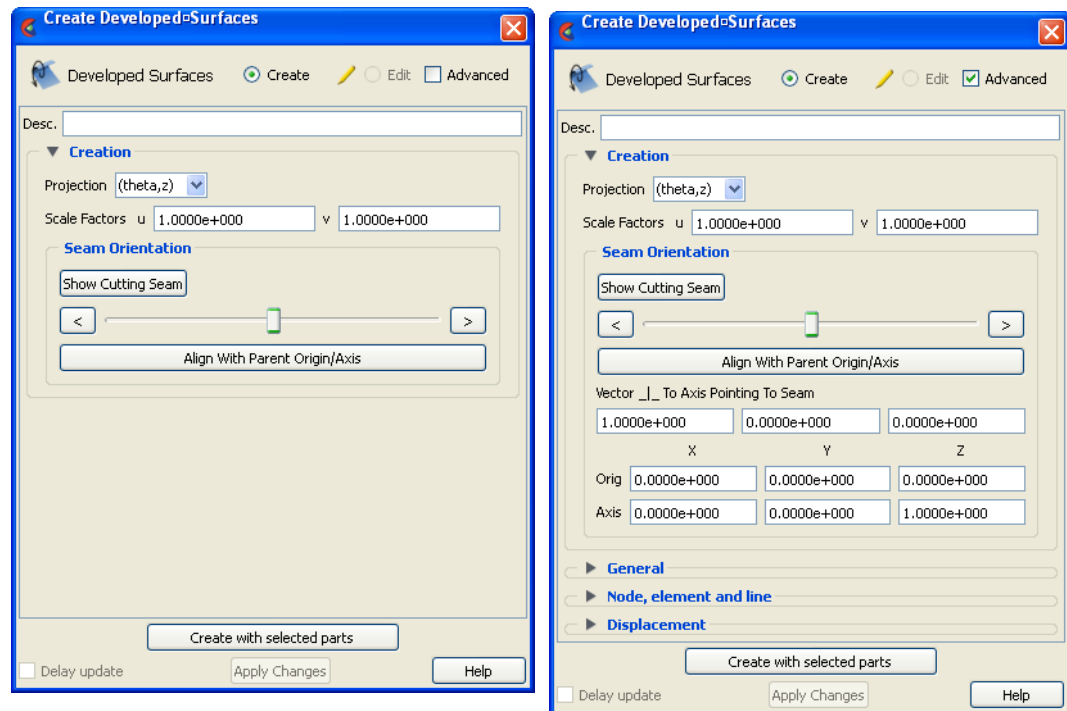 Create Developed▫Surfaces
Developed Surfaces Create Edit Advanced
Desc.
Creation
Projection (theta,z)
Scale Factors u 1.0000e+000 v 1.0000e+000
Seam Orientation
Show Cutting Seam
< >
Align With Parent Origin/Axis
Create with selected parts
Delay update Apply Changes Help
Create Developed▫Surfaces
Developed Surfaces Create Edit Advanced
Desc.
Creation
Projection (theta,z)
Scale Factors u 1.0000e+000 v 1.0000e+000
Seam Orientation
Show Cutting Seam
< >
Align With Parent Origin/Axis
Vector _|_ To Axis Pointing To Seam
1.0000e+000 0.0000e+000 0.0000e+000
X Y Z
Orig 0.0000e+000 0.0000e+000 0.0000e+000
Axis 0.0000e+000 0.0000e+000 1.0000e+000
General
Node, element and line
Displacement
Create with selected parts
Delay update Apply Changes Help